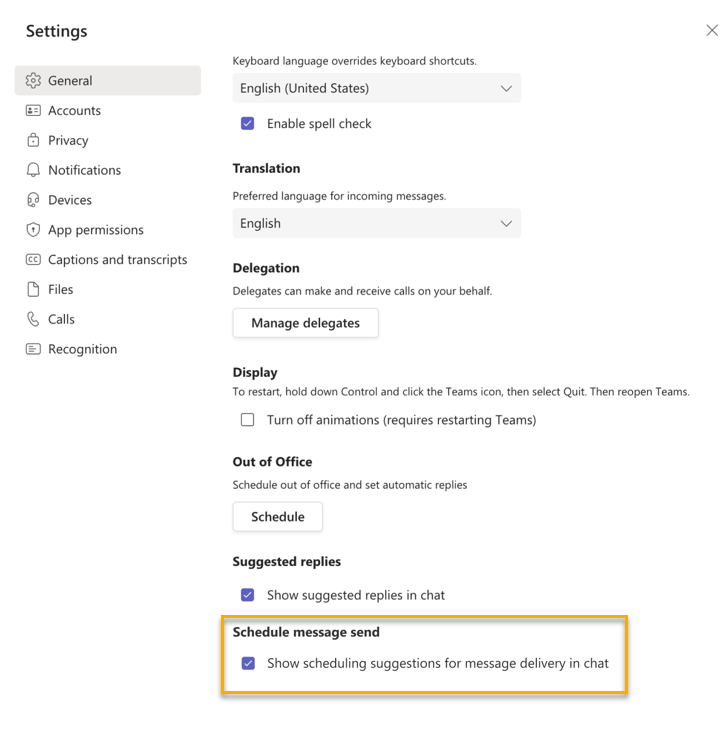 Settings
General
Accounts
Privacy
Notifications
Devices
App permissions
CC Captions and transcripts
Files
Calls
Recognition
Keyboard language overrides keyboard shortcuts.
English (United States)
Enable spell check
Translation
Preferred language for incoming messages.
English
Delegation
Delegates can make and receive calls on your behalf.
Manage delegates
Display
To restart, hold down Control and click the Teams icon, then select Quit. Then reopen Teams.
Turn off animations (requires restarting Teams)
Out of Office
Schedule out of office and set automatic replies
Schedule
Suggested replies
Show suggested replies in chat
Schedule message send
Show scheduling suggestions for message delivery in chat